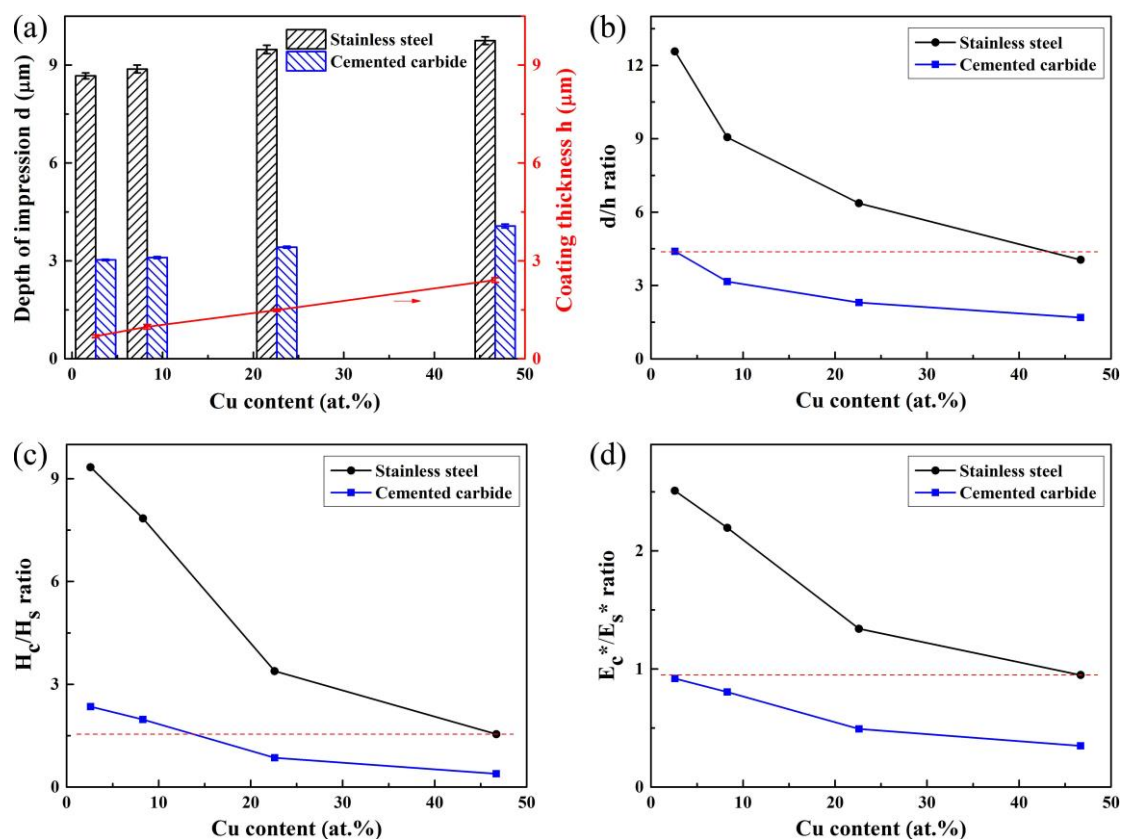 (a)
Stainless steel
Cemented carbide
Depth of impression d (μm)
Coating thickness h (μm)
0
3
6
9
0
3
6
9
0 10 20 30 40 50
Cu content (at.%)
(b)
Stainless steel
Cemented carbide
d/h ratio
12
9
6
3
0
0 10 20 30 40 50
Cu content (at.%)
(c)
Stainless steel
Cemented carbide
H_c/H_s ratio
9
6
3
0
0 10 20 30 40 50
Cu content (at.%)
(d)
Stainless steel
Cemented carbide
E_c*/E_s* ratio
2
1
0
0 10 20 30 40 50
Cu content (at.%)